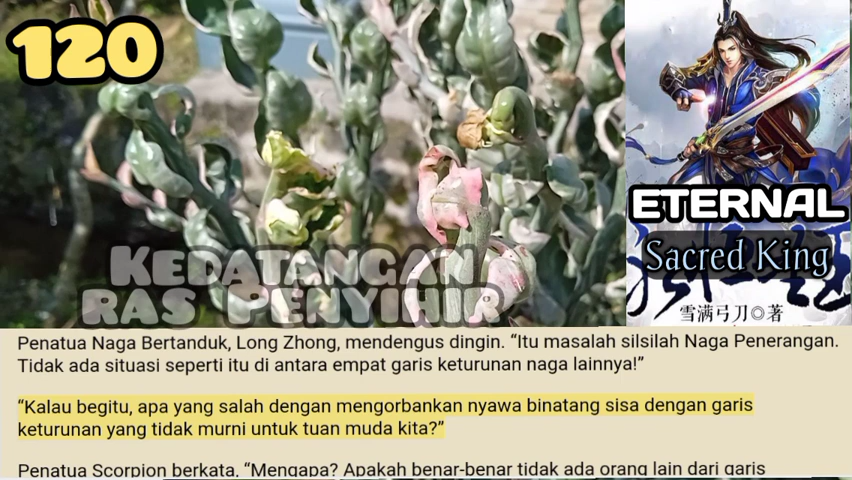 120
ETERNAL
Sacred King
雪满弓刀◎著
KEDATANGAN
RAS PENYIHIR
Penatua Naga Bertanduk, Long Zhong, mendengus dingin. “Itu masalah silsilah Naga Penerangan.
Tidak ada situasi seperti itu di antara empat garis keturunan naga lainnya!”
“Kalau begitu, apa yang salah dengan mengorbankan nyawa binatang sisa dengan garis
keturunan yang tidak murni untuk tuan muda kita?”
Penatua Scorpion berkata, “Mengapa? Apakah benar-benar tidak ada orang lain dari garis